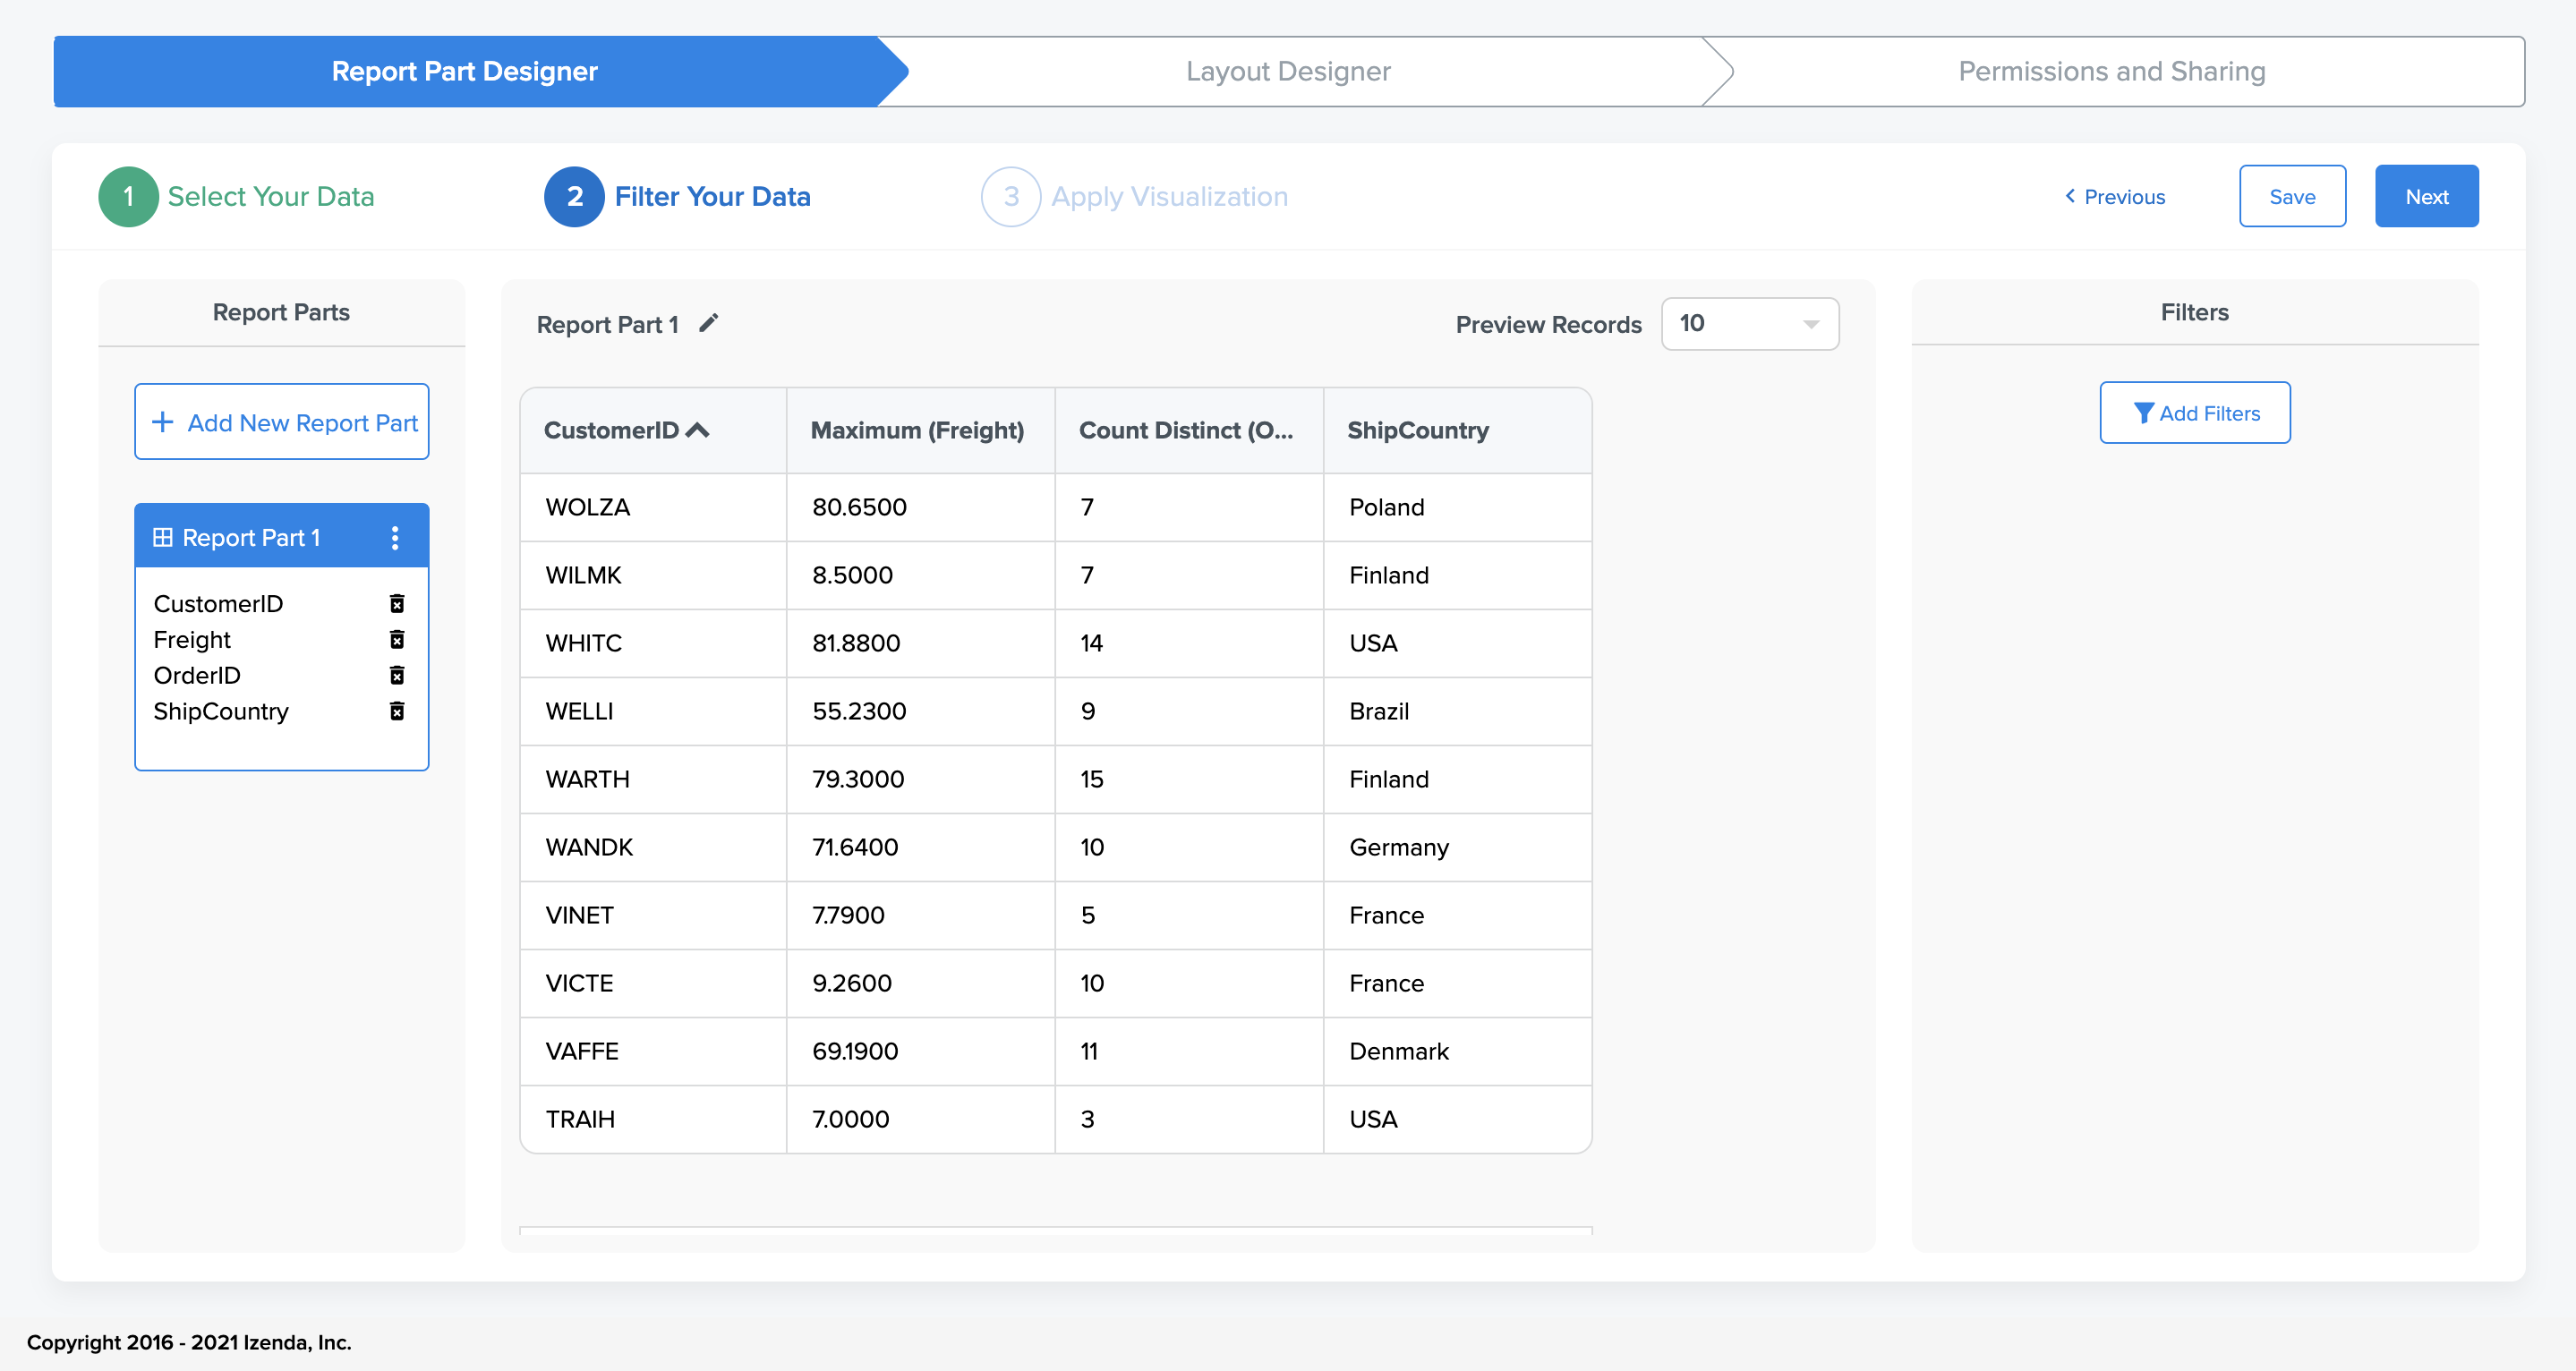 Report Part Designer
Layout Designer
Permissions and Sharing
1 Select Your Data
2 Filter Your Data
3 Apply Visualization
Previous
Save
Next
Report Parts
Add New Report Part
Report Part 1
CustomerID
Freight
OrderID
ShipCountry
Report Part 1
Preview Records 10
CustomerID Maximum (Freight) Count Distinct (O... ShipCountry
WOLZA 80.6500 7 Poland
WILMK 8.5000 7 Finland
WHITC 81.8800 14 USA
WELLI 55.2300 9 Brazil
WARTH 79.3000 15 Finland
WANDK 71.6400 10 Germany
VINET 7.7900 5 France
VICTE 9.2600 10 France
VAFFE 69.1900 11 Denmark
TRAIH 7.0000 3 USA
Filters
Add Filters
Copyright 2016 - 2021 Izenda, Inc.